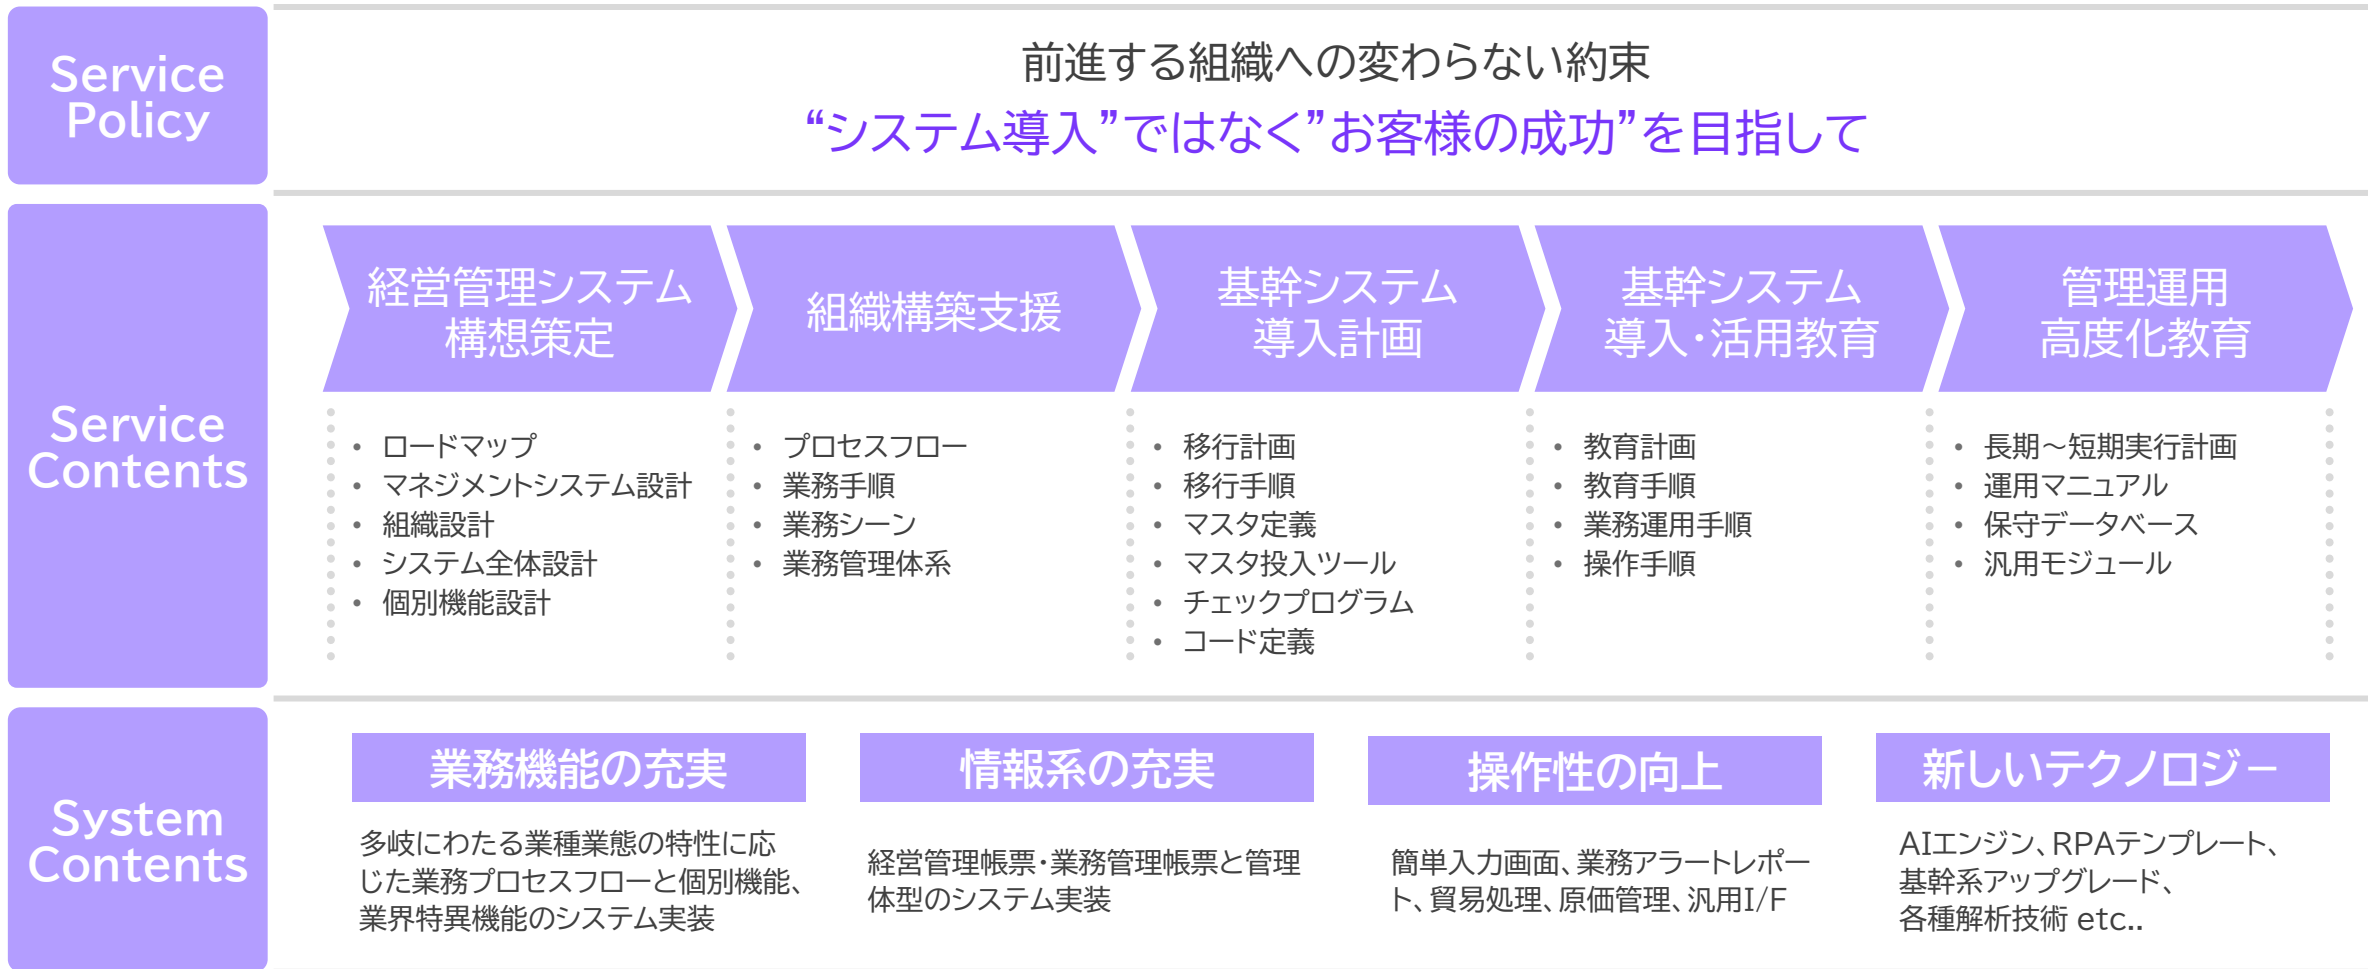 Service
Policy
前進する組織への変わらない約束
“システム導入”ではなく”お客様の成功”を目指して
Service
Contents
経営管理システム
構想策定
組織構築支援
基幹システム
導入計画
基幹システム
導入・活用教育
管理運用
高度化教育
• ロードマップ
• マネジメントシステム設計
• 組織設計
• システム全体設計
• 個別機能設計
• プロセスフロー
• 業務手順
• 業務シーン
• 業務管理体系
• 移行計画
• 移行手順
• マスタ定義
• マスタ投入ツール
• チェックプログラム
• コード定義
• 教育計画
• 教育手順
• 業務運用手順
• 操作手順
• 長期～短期実行計画
• 運用マニュアル
• 保守データベース
• 汎用モジュール
System
Contents
業務機能の充実
多岐にわたる業種業態の特性に応
じた業務プロセスフローと個別機能、
業界特異機能のシステム実装
情報系の充実
経営管理帳票・業務管理帳票と管理
体型のシステム実装
操作性の向上
簡単入力画面、業務アラートレポー
ト、貿易処理、原価管理、汎用I/F
新しいテクノロジー
AIエンジン、RPAテンプレート、
基幹系アップグレード、
各種解析技術 etc..